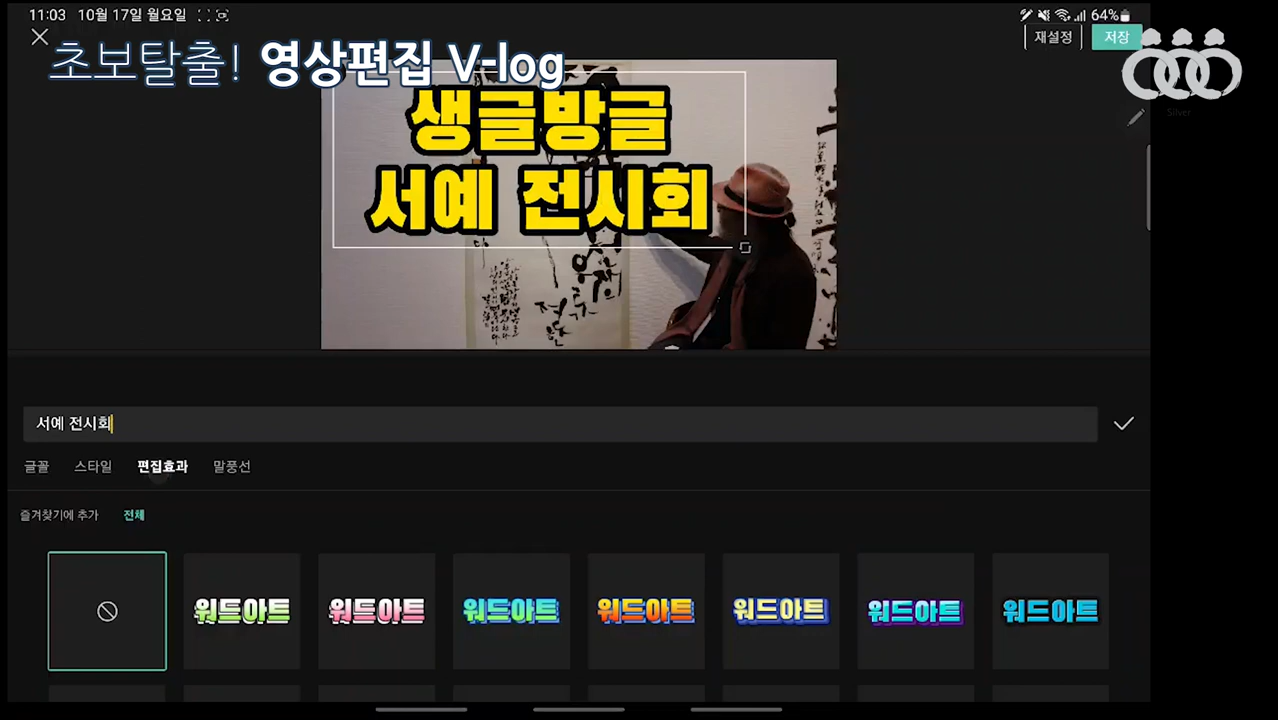 11:03 10월 17일 월요일
64%
초보탈출! 영상편집 V-log
재설정
저장
Silver
생글방글
서예 전시회
서예 전시회
글꼴 스타일 편집효과 말풍선
즐겨찾기에 추가 전체
워드아트 워드아트 워드아트 워드아트 워드아트 워드아트 워드아트